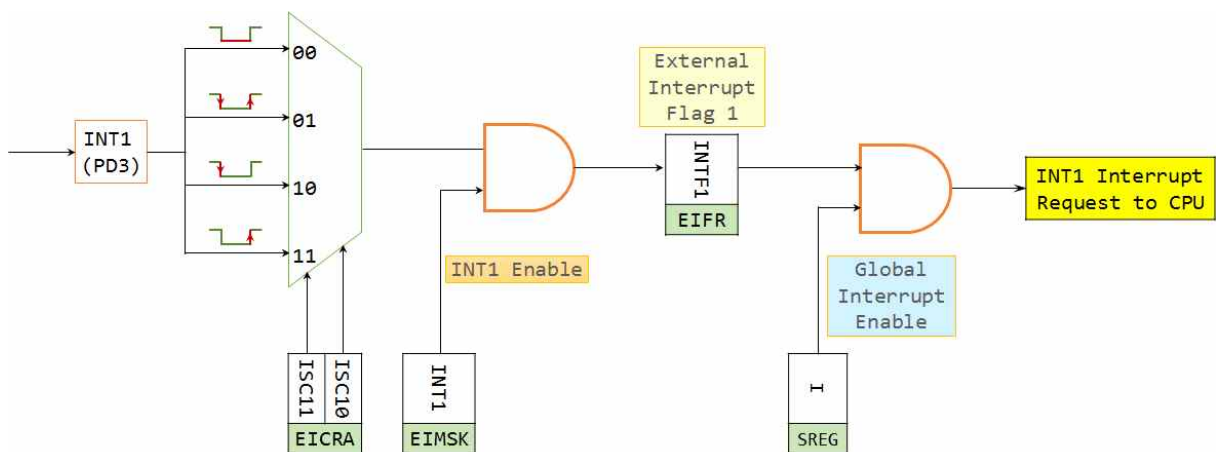 00
01
10
11
INT1
(PD3)
External
Interrupt
Flag 1
INTF1
EIFR
INT1 Interrupt
Request to CPU
INT1 Enable
Global
Interrupt
Enable
ISC11
ISC10
EICRA
INT1
EIMSK
I
SREG